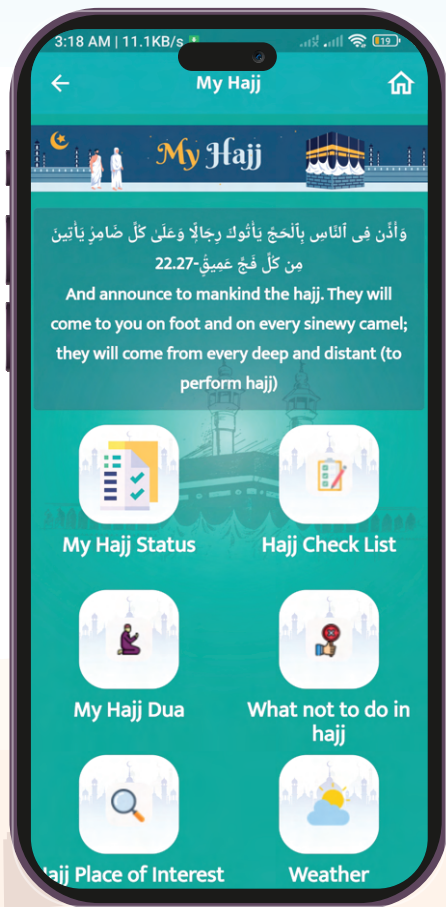 3:18 AM | 11.1KB/s
19
My Hajj
My Hajj
وَأَذِّن فِى ٱلنَّاسِ بِٱلْحَجِّ يَأْتُوكَ رِجَالًا وَعَلَىٰ كُلِّ ضَامِرٍ يَأْتِينَ
مِن كُلِّ فَجٍّ عَمِيقٍ-22.27
And announce to mankind the hajj. They will
come to you on foot and on every sinewy camel;
they will come from every deep and distant (to
perform hajj)
My Hajj Status
Hajj Check List
My Hajj Dua
What not to do in
hajj
Hajj Place of Interest
Weather